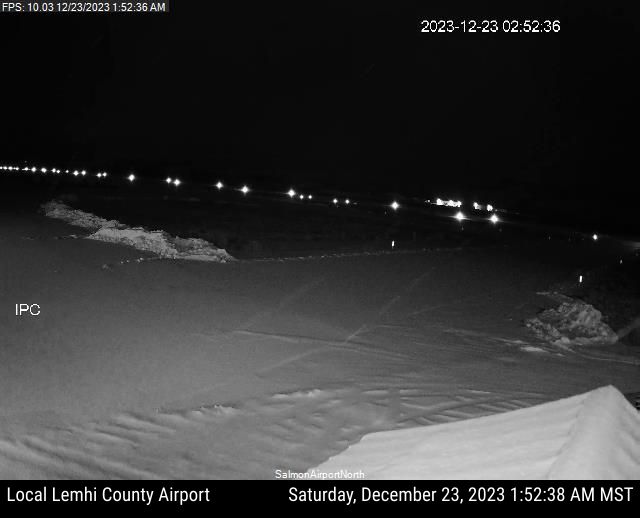 FPS: 10.03 12/23/2023 1:52:36 AM
2023-12-23 02:52:36
IPC
SalmonAirportNorth
Local Lemhi County Airport Saturday, December 23, 2023 1:52:38 AM MST